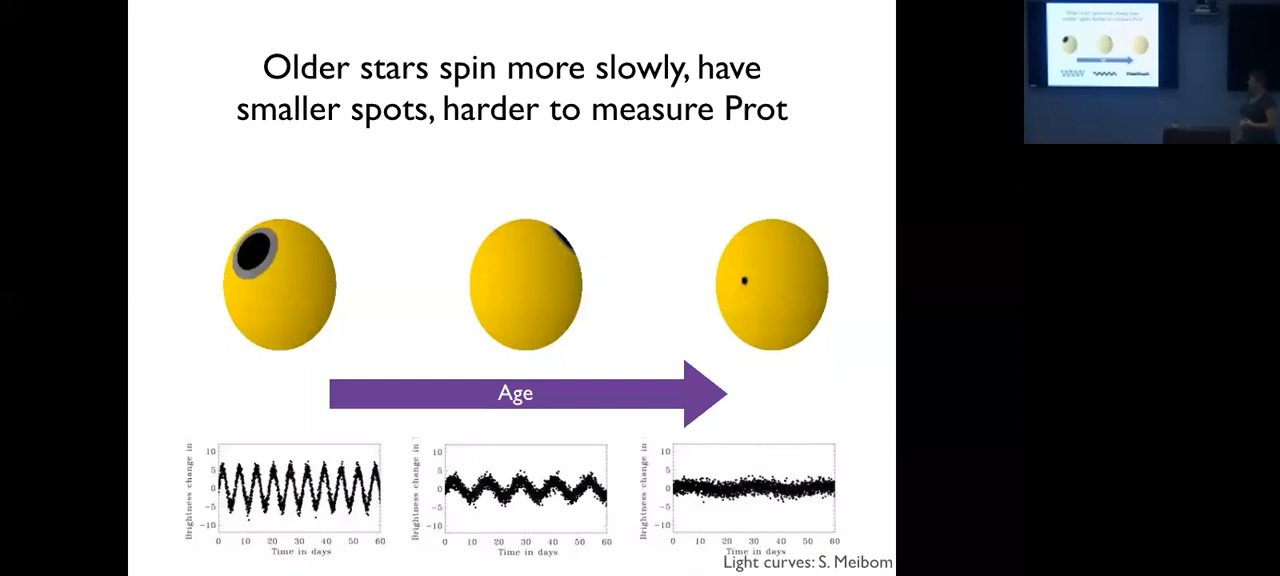 Older stars spin more slowly, have
smaller spots, harder to measure Prot
Age
Brightness change in
10
5
0
-5
-10
0 10 20 30 40 50 60
Time in days
Brightness change in
10
5
0
-5
-10
0 10 20 30 40 50 60
Time in days
Brightness change in
10
5
0
-5
-10
0 10 20 30 40 50 60
Time in days
Light curves: S. Meibom